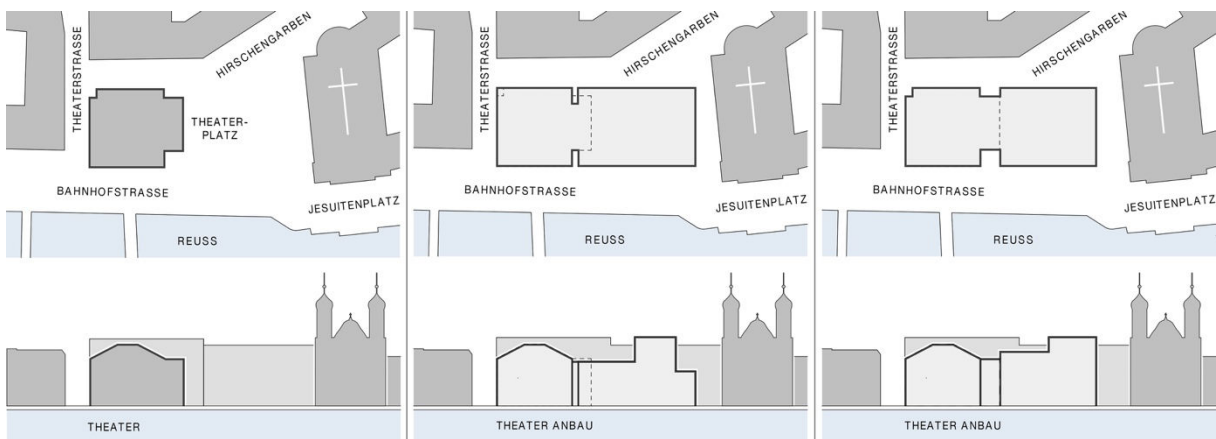 THEATERSTRASSE
HIRSCHENGARBEN
THEATER-
PLATZ
BAHNHOFSTRASSE
JESUITENPLATZ
REUSS
THEATER
THEATERSTRASSE
HIRSCHENGARBEN
BAHNHOFSTRASSE
JESUITENPLATZ
REUSS
THEATER ANBAU
THEATERSTRASSE
HIRSCHENGARBEN
BAHNHOFSTRASSE
JESUITENPLATZ
REUSS
THEATER ANBAU